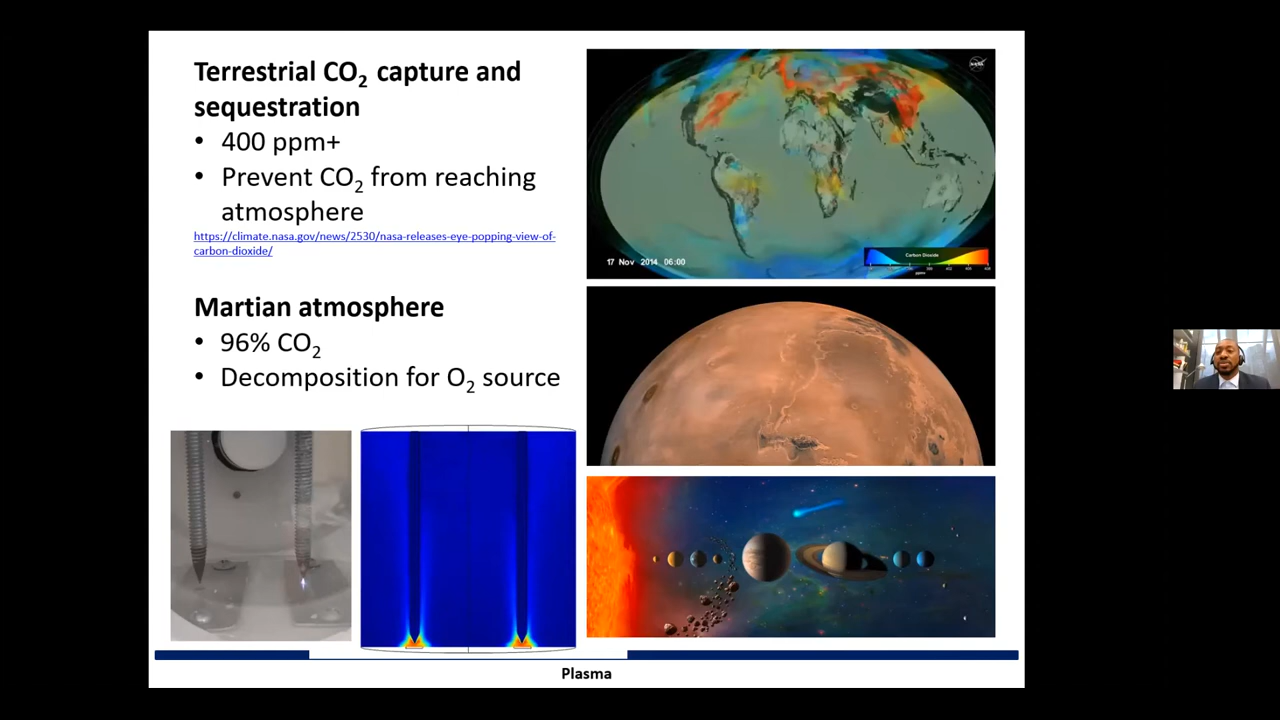 Terrestrial CO₂ capture and
sequestration
• 400 ppm+
• Prevent CO₂ from reaching
atmosphere
https://climate.nasa.gov/news/2530/nasa-releases-eye-popping-view-of-
carbon-dioxide/
NASA
17 Nov 2014 06:00
Carbon Dioxide
ppmv
Martian atmosphere
• 96% CO₂
• Decomposition for O₂ source
Plasma